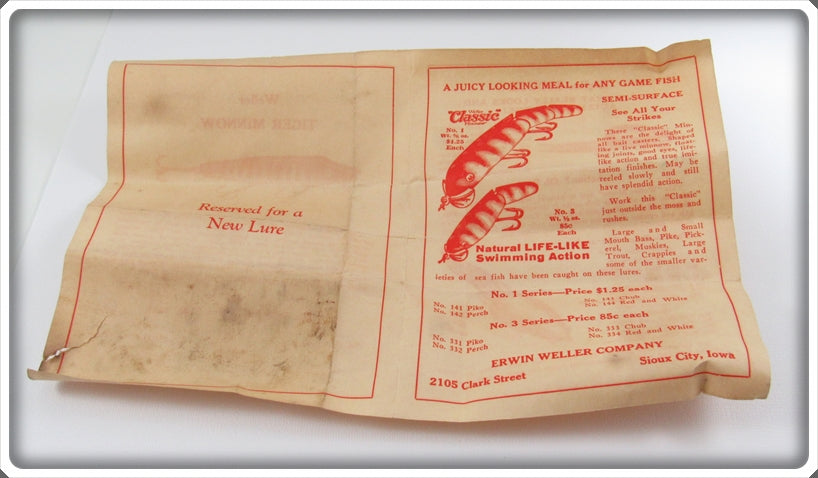 Reserved for a
New Lure
A JUICY LOOKING MEAL for ANY GAME FISH
SEMI-SURFACE
See All Your
Strikes
Weller
"Classic"
Minnow
No. 1
Wt. ¾ oz.
$1.25
Each
These "Classic" Min-
nows are the delight of
all bait casters. Shaped
like a live minnow, float-
ing joints, good eyes, life-
like action and true imi-
tation finishes. May be
reeled slowly and still
have splendid action.
Work this "Classic"
just outside the moss and
rushes.
No. 3
Wt. ½ oz.
85c
Each
Natural LIFE-LIKE
Swimming Action
Large and Small
Mouth Bass, Pike, Pick-
erel, Muskies, Large
Trout, Crappies and
some of the smaller var-
ieties of sea fish have been caught on these lures.
No. 1 Series—Price $1.25 each
No. 141 Pike
No. 142 Perch
No. 143 Chub
No. 144 Red and White
No. 3 Series—Price 85c each
No. 331 Pike
No. 332 Perch
No. 333 Chub
No. 334 Red and White
ERWIN WELLER COMPANY
2105 Clark Street
Sioux City, Iowa